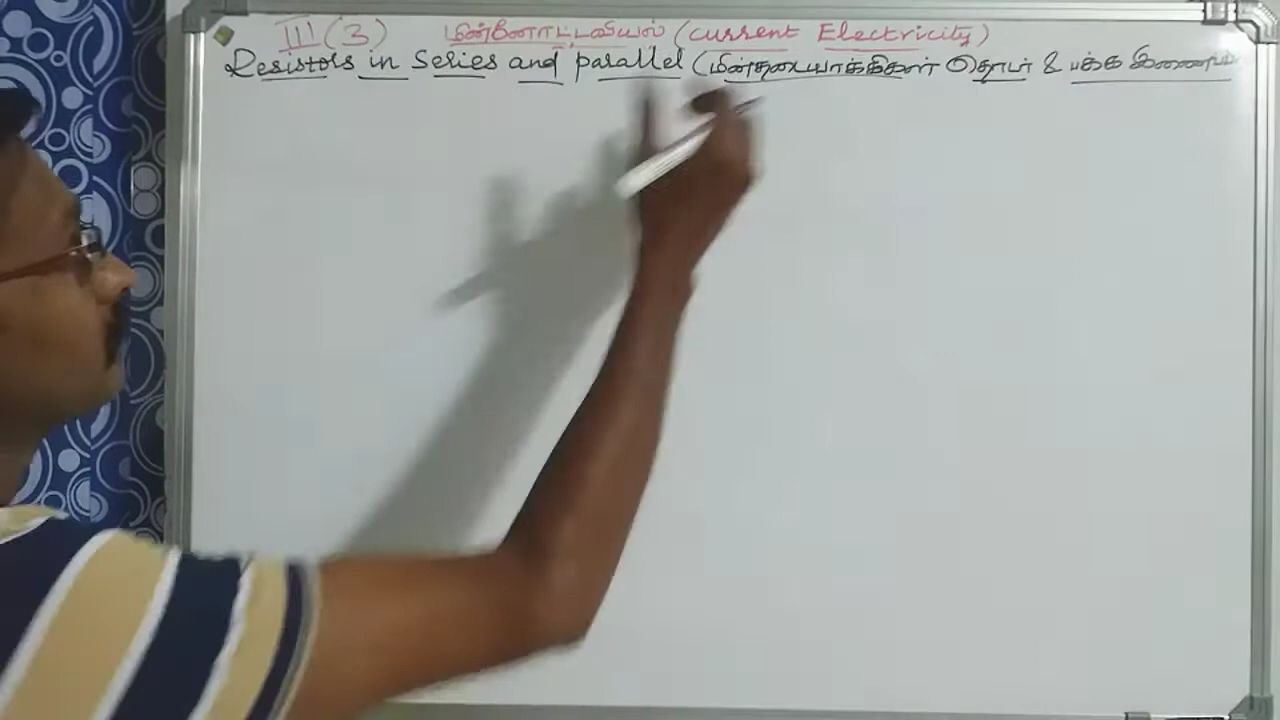 III (3) மின்னோட்டவியல் (current Electricity)
Resistors in Series and parallel (மின்தடையாக்கிகள் தொடர் & பக்க இணைப்பு